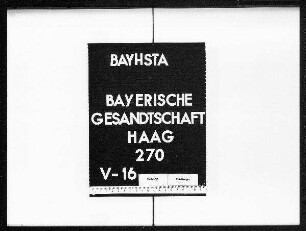 BAYHSTA
BAYERISCHE
GESANDTSCHAFT
HAAG
270
V-16